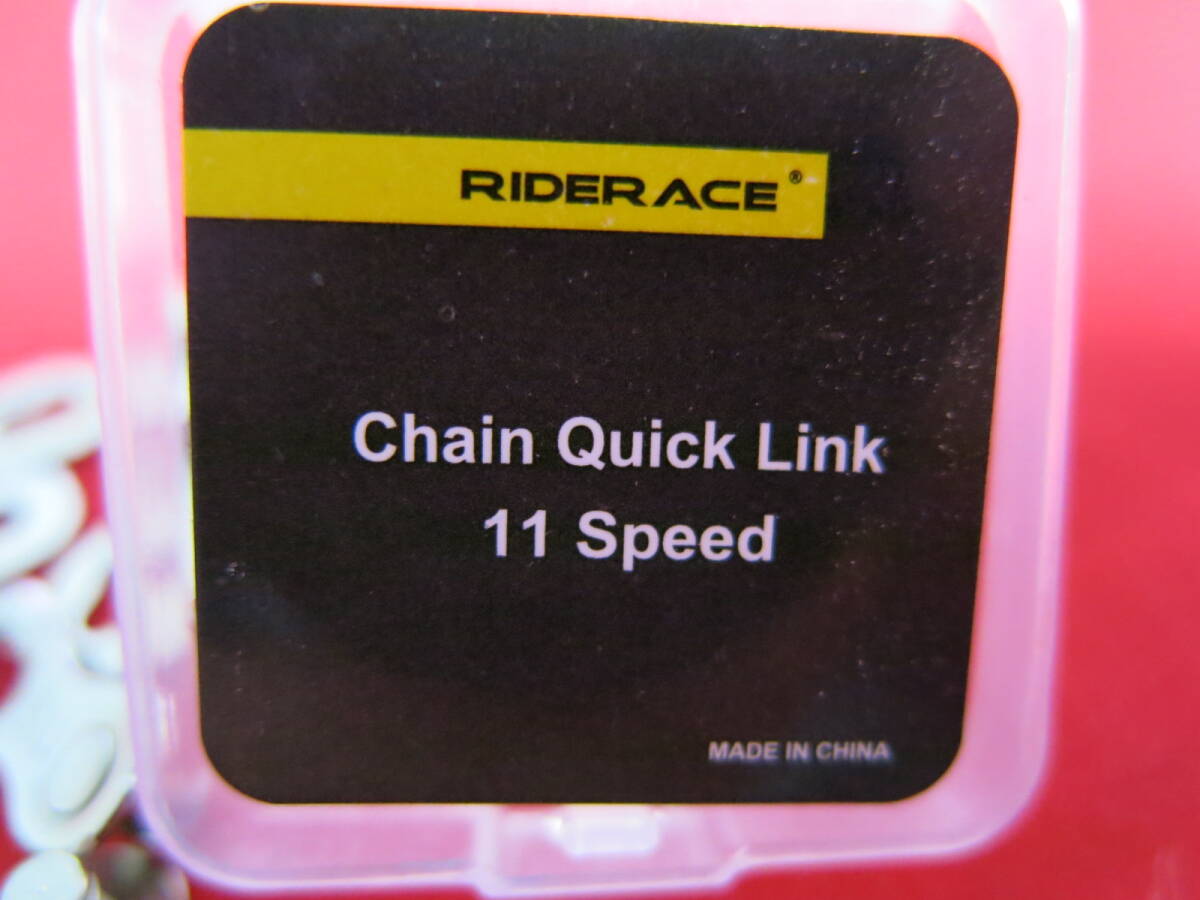 RIDERACE®
Chain Quick Link
11 Speed
MADE IN CHINA